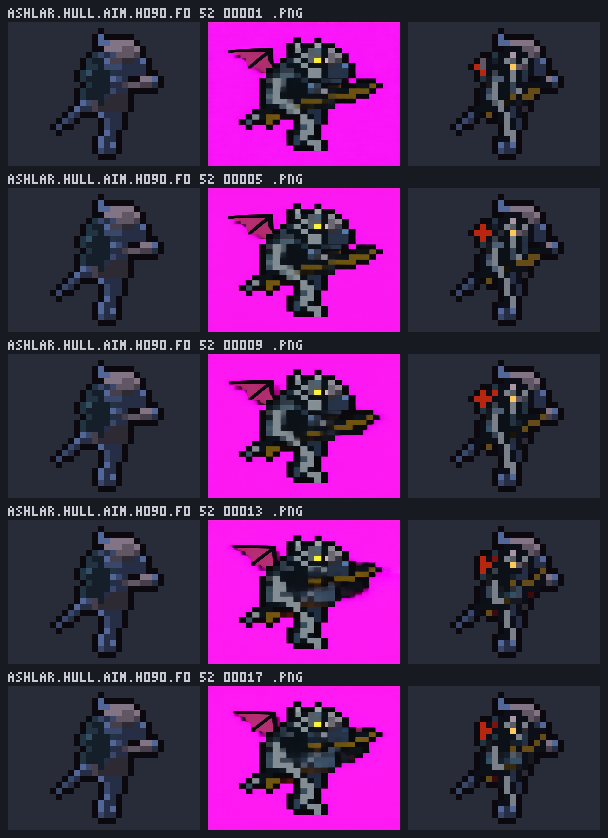 ASHLAR.HULL.AIM.H090.F0 52 00001 .PNG
ASHLAR.HULL.AIM.H090.F0 52 00005 .PNG
ASHLAR.HULL.AIM.H090.F0 52 00009 .PNG
ASHLAR.HULL.AIM.H090.F0 52 00013 .PNG
ASHLAR.HULL.AIM.H090.F0 52 00017 .PNG